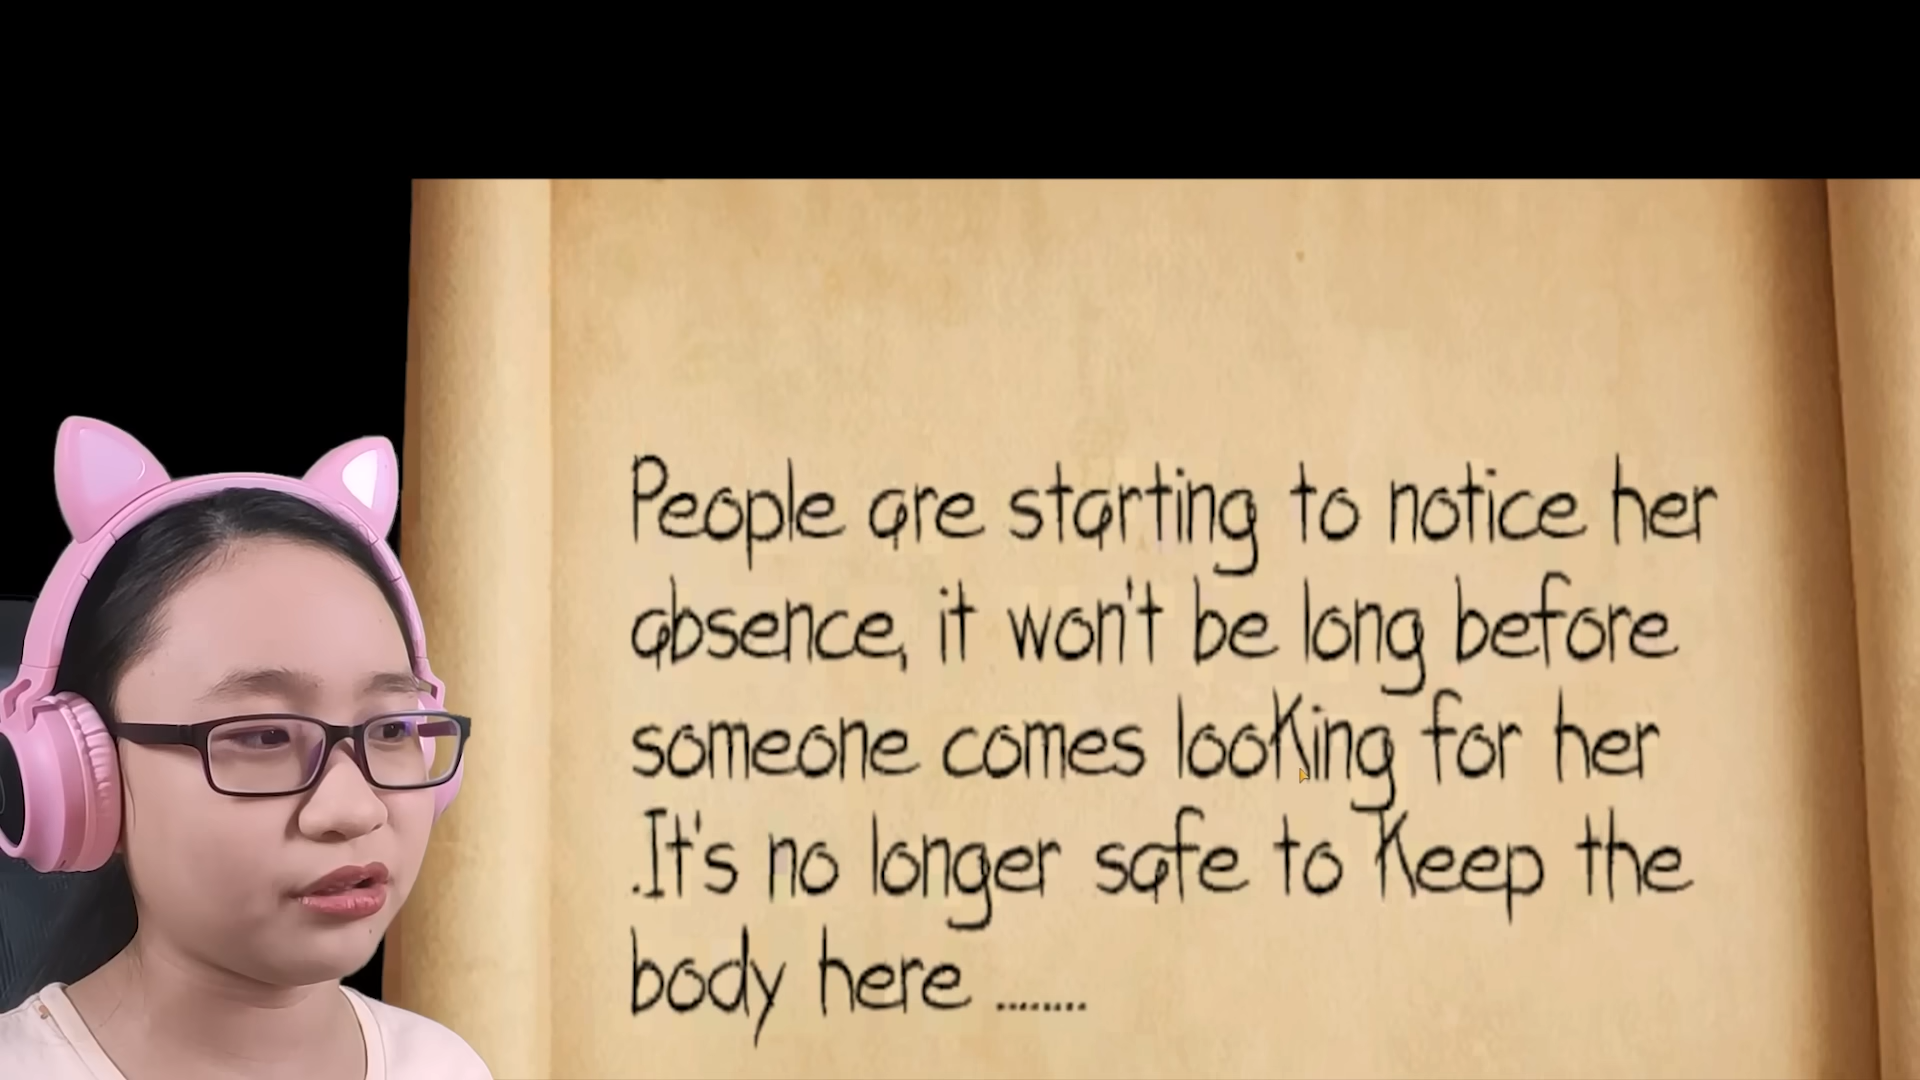 People are starting to notice her
absence, it won't be long before
someone comes looking for her
.It's no longer safe to keep the
body here ........